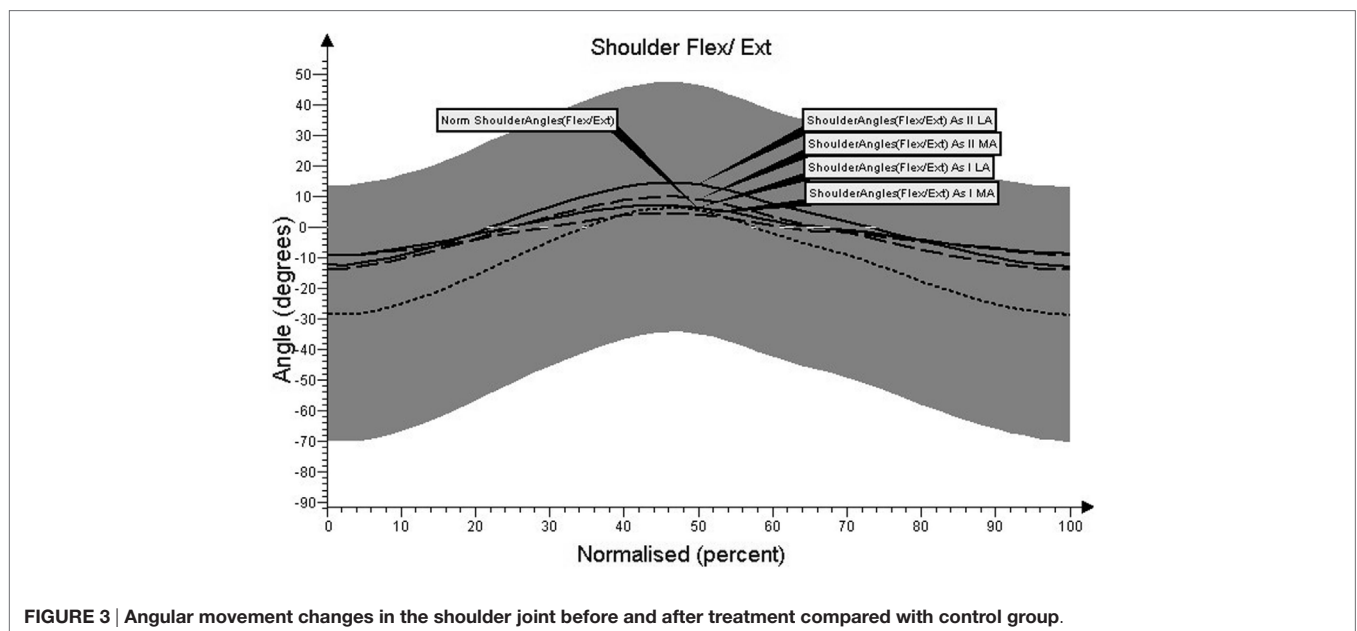 Shoulder Flex/ Ext
50
40
30
20
10
0
-10
-20
-30
-40
-50
-60
-70
-80
-90
Angle (degrees)
Norm ShoulderAngles(Flex/Ext)
ShoulderAngles(Flex/Ext) As II LA
ShoulderAngles(Flex/Ext) As II MA
ShoulderAngles(Flex/Ext) As I LA
ShoulderAngles(Flex/Ext) As I MA
0 10 20 30 40 50 60 70 80 90 100
Normalised (percent)
FIGURE 3 | Angular movement changes in the shoulder joint before and after treatment compared with control group.